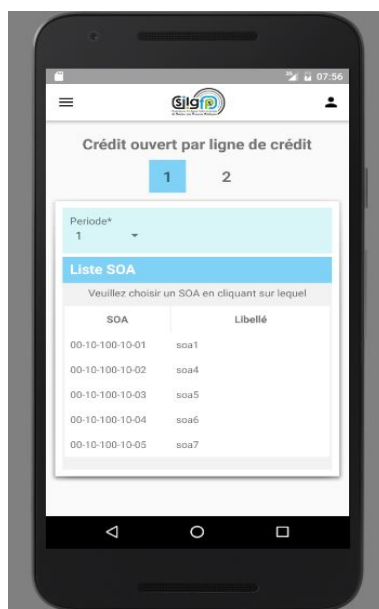 07:56
sjlgfp
Crédit ouvert par ligne de crédit
1 2
Periode*
1
Liste SOA
Veuillez choisir un SOA en cliquant sur lequel
SOA Libellé
00-10-100-10-01 soa1
00-10-100-10-02 soa4
00-10-100-10-03 soa5
00-10-100-10-04 soa6
00-10-100-10-05 soa7